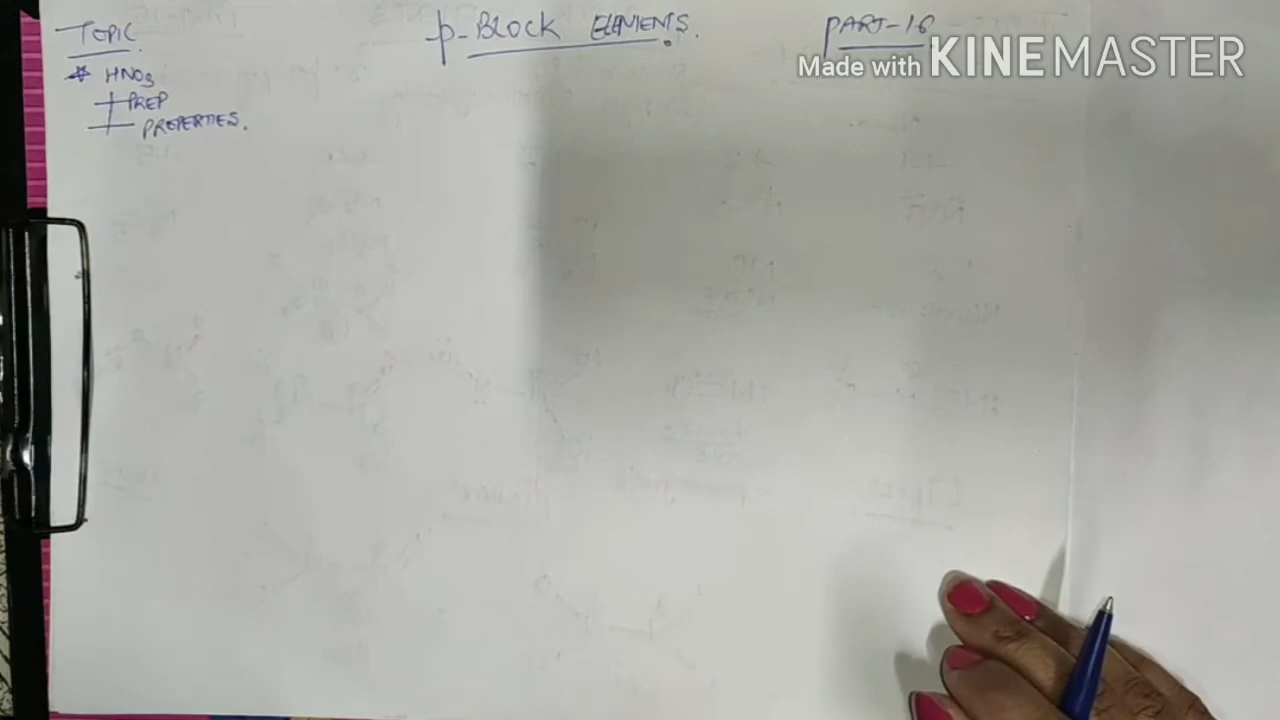 TOPIC p-BLOCK ELEMENTS. PART-16
* HNO3
PREP
PROPERTIES.
Made with KINEMASTER